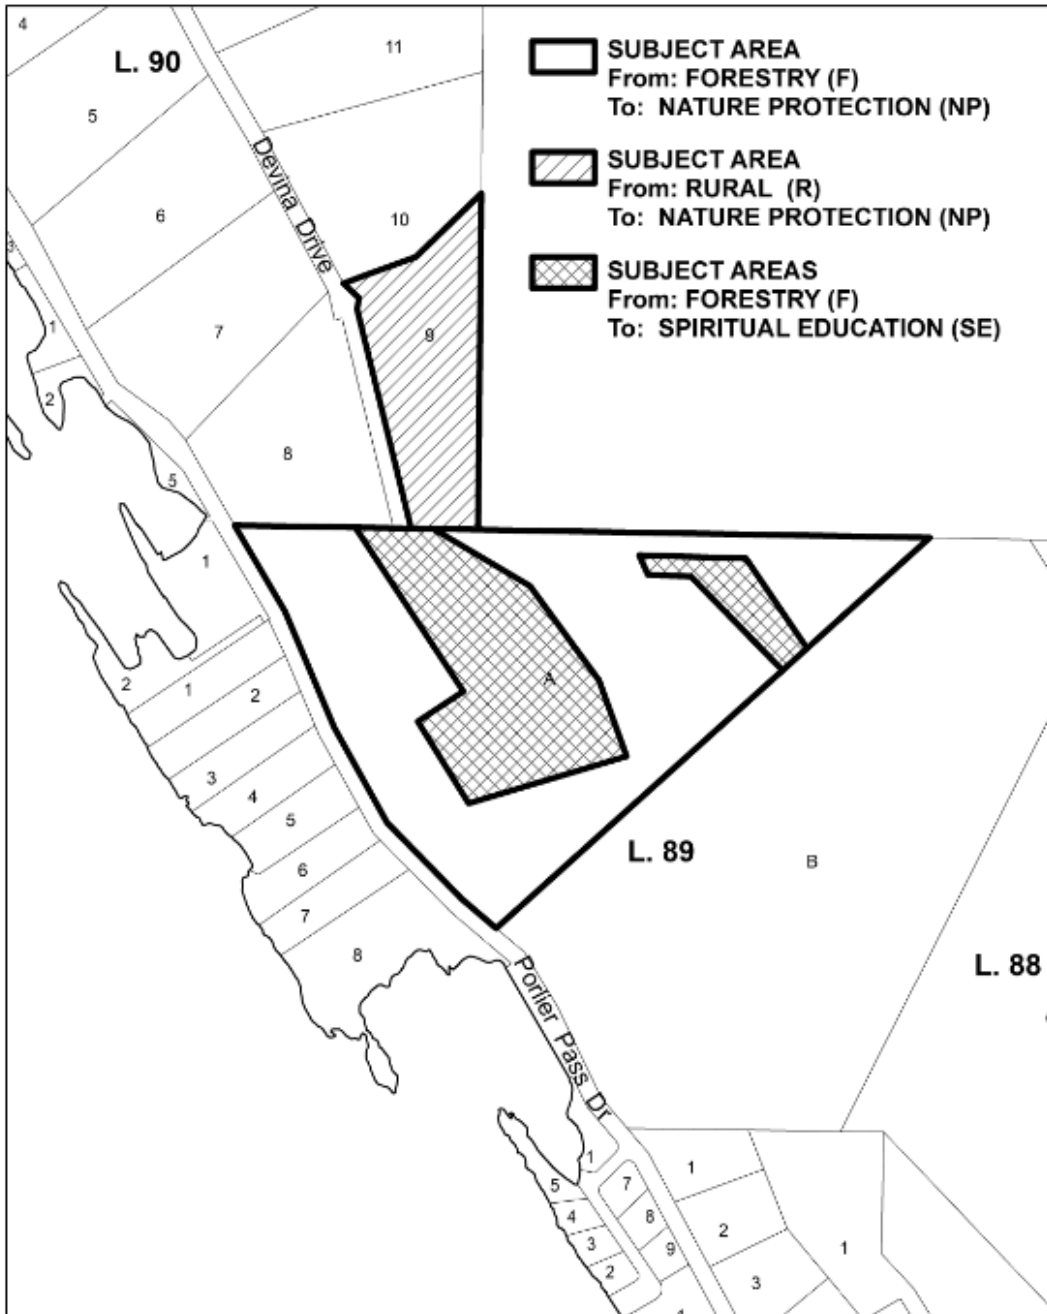 4
L. 90
11
SUBJECT AREA
From: FORESTRY (F)
To: NATURE PROTECTION (NP)
5
Devina Drive
SUBJECT AREA
From: RURAL (R)
To: NATURE PROTECTION (NP)
6
10
3
SUBJECT AREAS
From: FORESTRY (F)
To: SPIRITUAL EDUCATION (SE)
1
7
9
2
8
5
1
A
2
1
2
3
4
5
L. 89
B
6
7
8
L. 88
Porlier Pass Dr
1
5
7
1
4
8
2
3
9
1
2
3
1